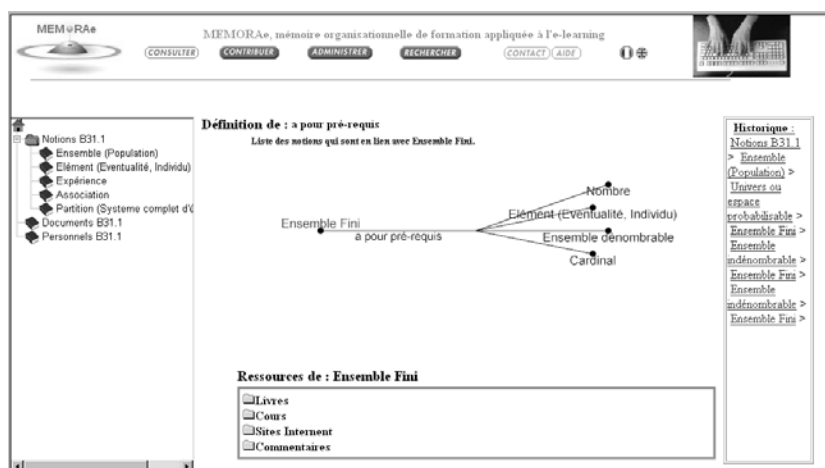 MEMORAe
MEMORAe, mémoire organisationnelle de formation appliquée à l'e-learning
CONSULTER CONTRIBUER ADMINISTRER RECHERCHER CONTACT AIDE
Notions B31.1
Ensemble (Population)
Elément (Eventualité, Individu)
Expérience
Association
Partition (Systeme complet d'é
Documents B31.1
Personnels B31.1
Définition de : a pour pré-requis
Liste des notions qui sont en lien avec Ensemble Fini.
Ensemble Fini
a pour pré-requis
Nombre
Elément (Eventualité, Individu)
Ensemble dénombrable
Cardinal
Ressources de : Ensemble Fini
Livres
Cours
Sites Internent
Commentaires
Historique :
Notions B31.1
> Ensemble
(Population) >
Univers ou
espace
probabilisable >
Ensemble Fini >
Ensemble
indénombrable >
Ensemble Fini >
Ensemble
indénombrable >
Ensemble Fini >